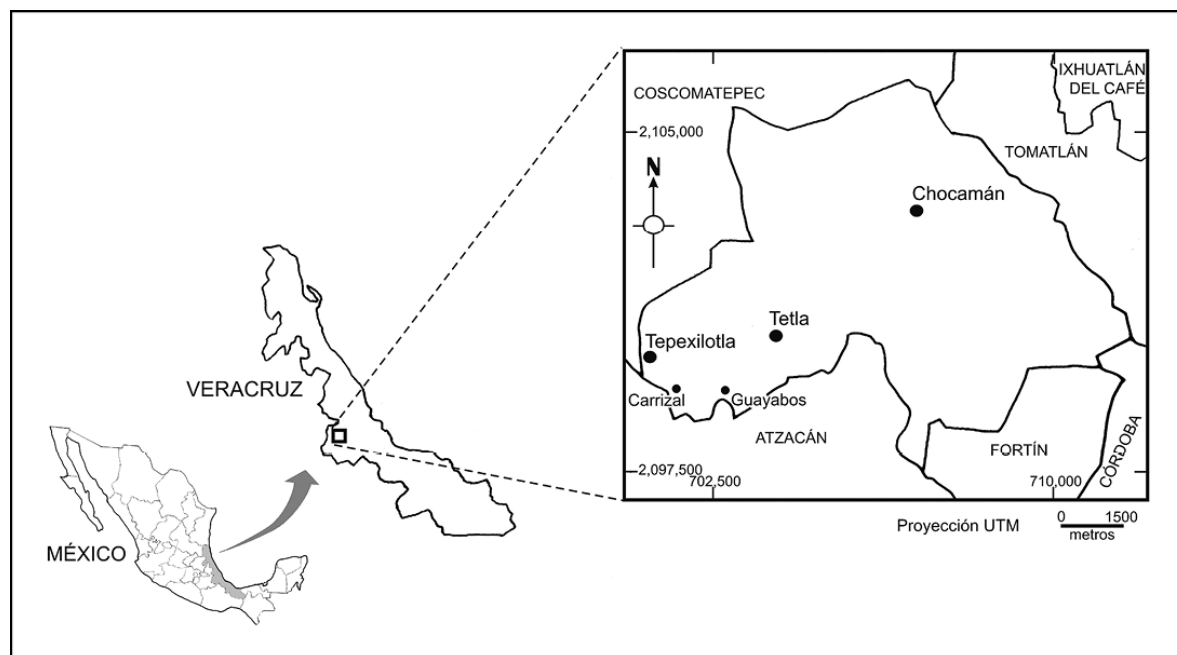 COSCOMATEPEC
IXHUATLÁN
DEL CAFÉ
2,105,000
TOMATLÁN
N
Chocamán
Tetla
Tepexilotla
Carrizal
Guayabos
ATZACÁN
FORTÍN
CÓRDOBA
2,097,500
702,500
710,000
Proyección UTM
0 1500
metros
VERACRUZ
MÉXICO